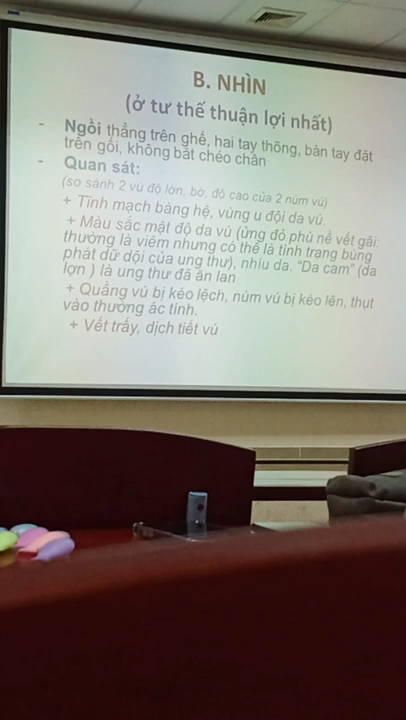 B. NHÌN
(ở tư thế thuận lợi nhất)
- Ngồi thẳng trên ghế, hai tay thõng, bàn tay đặt
trên gối, không bắt chéo chân
- Quan sát:
(so sánh 2 vú độ lớn, bờ, độ cao của 2 núm vú)
+ Tĩnh mạch bàng hệ, vùng u đội da vú.
+ Màu sắc mật độ da vú (ửng đỏ phù nề vết gãi:
thường là viêm nhưng có thể là tình trạng bùng
phát dữ dội của ung thư), nhíu da. "Da cam" (da
lợn ) là ung thư đã ăn lan
+ Quầng vú bị kéo lệch, núm vú bị kéo lên, thụt
vào thường ác tính.
+ Vết trầy, dịch tiết vú